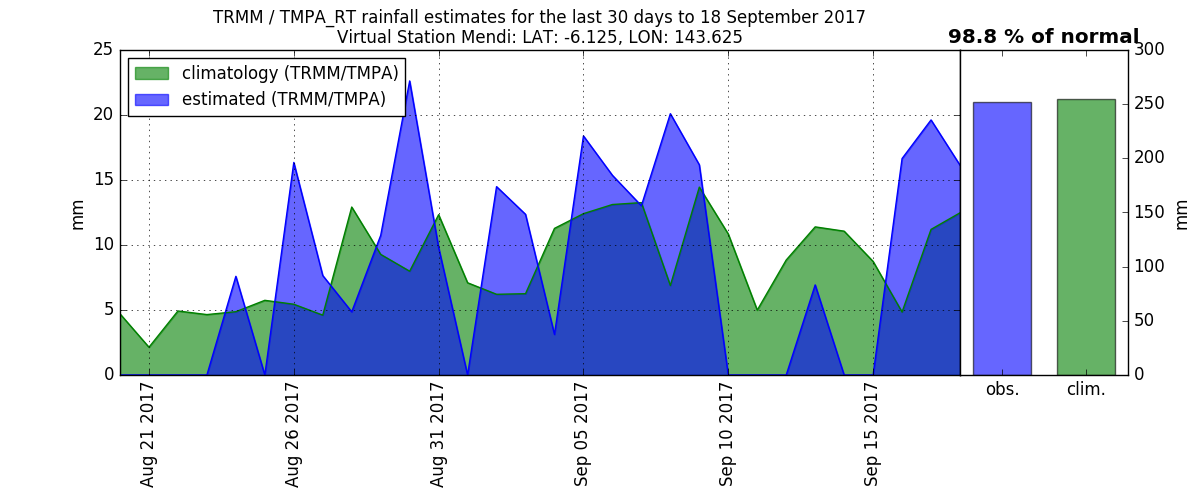 TRMM / TMPA_RT rainfall estimates for the last 30 days to 18 September 2017
Virtual Station Mendi: LAT: -6.125, LON: 143.625
98.8 % of normal
climatology (TRMM/TMPA)
estimated (TRMM/TMPA)
25
20
15
10
5
0
mm
300
250
200
150
100
50
0
mm
Aug 21 2017
Aug 26 2017
Aug 31 2017
Sep 05 2017
Sep 10 2017
Sep 15 2017
obs.
clim.